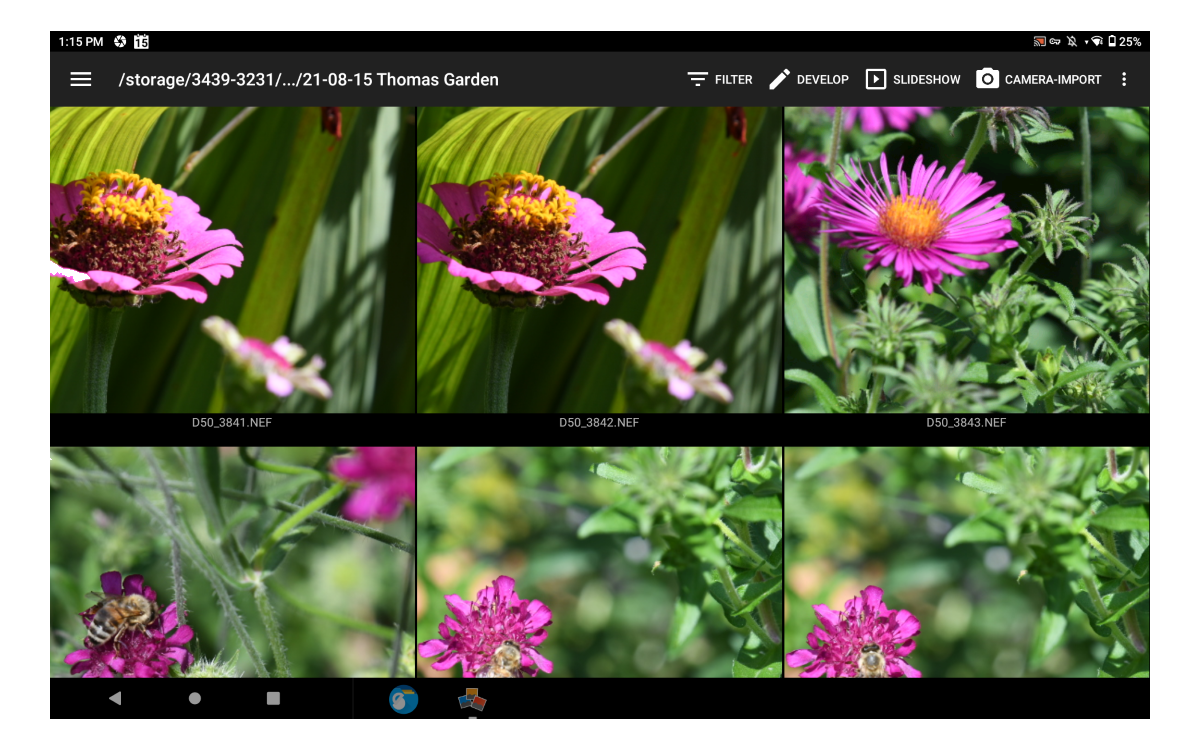 1:15 PM 15 25%
/storage/3439-3231/.../21-08-15 Thomas Garden FILTER DEVELOP SLIDESHOW CAMERA-IMPORT
D50_3841.NEF D50_3842.NEF D50_3843.NEF